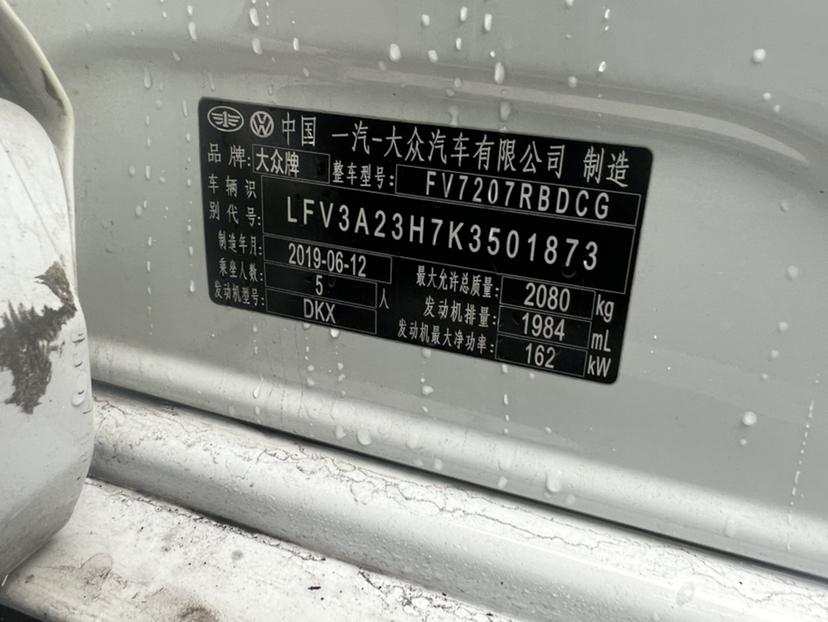 中国 一汽-大众汽车有限公司 制造
品牌: 大众牌 整车型号: FV7207RBDCG
车辆识别代号: LFV3A23H7K3501873
制造年月: 2019-06-12 最大允许总质量: 2080 kg
乘坐人数: 5 人 发动机排量: 1984 mL
发动机型号: DKX 发动机最大净功率: 162 kW